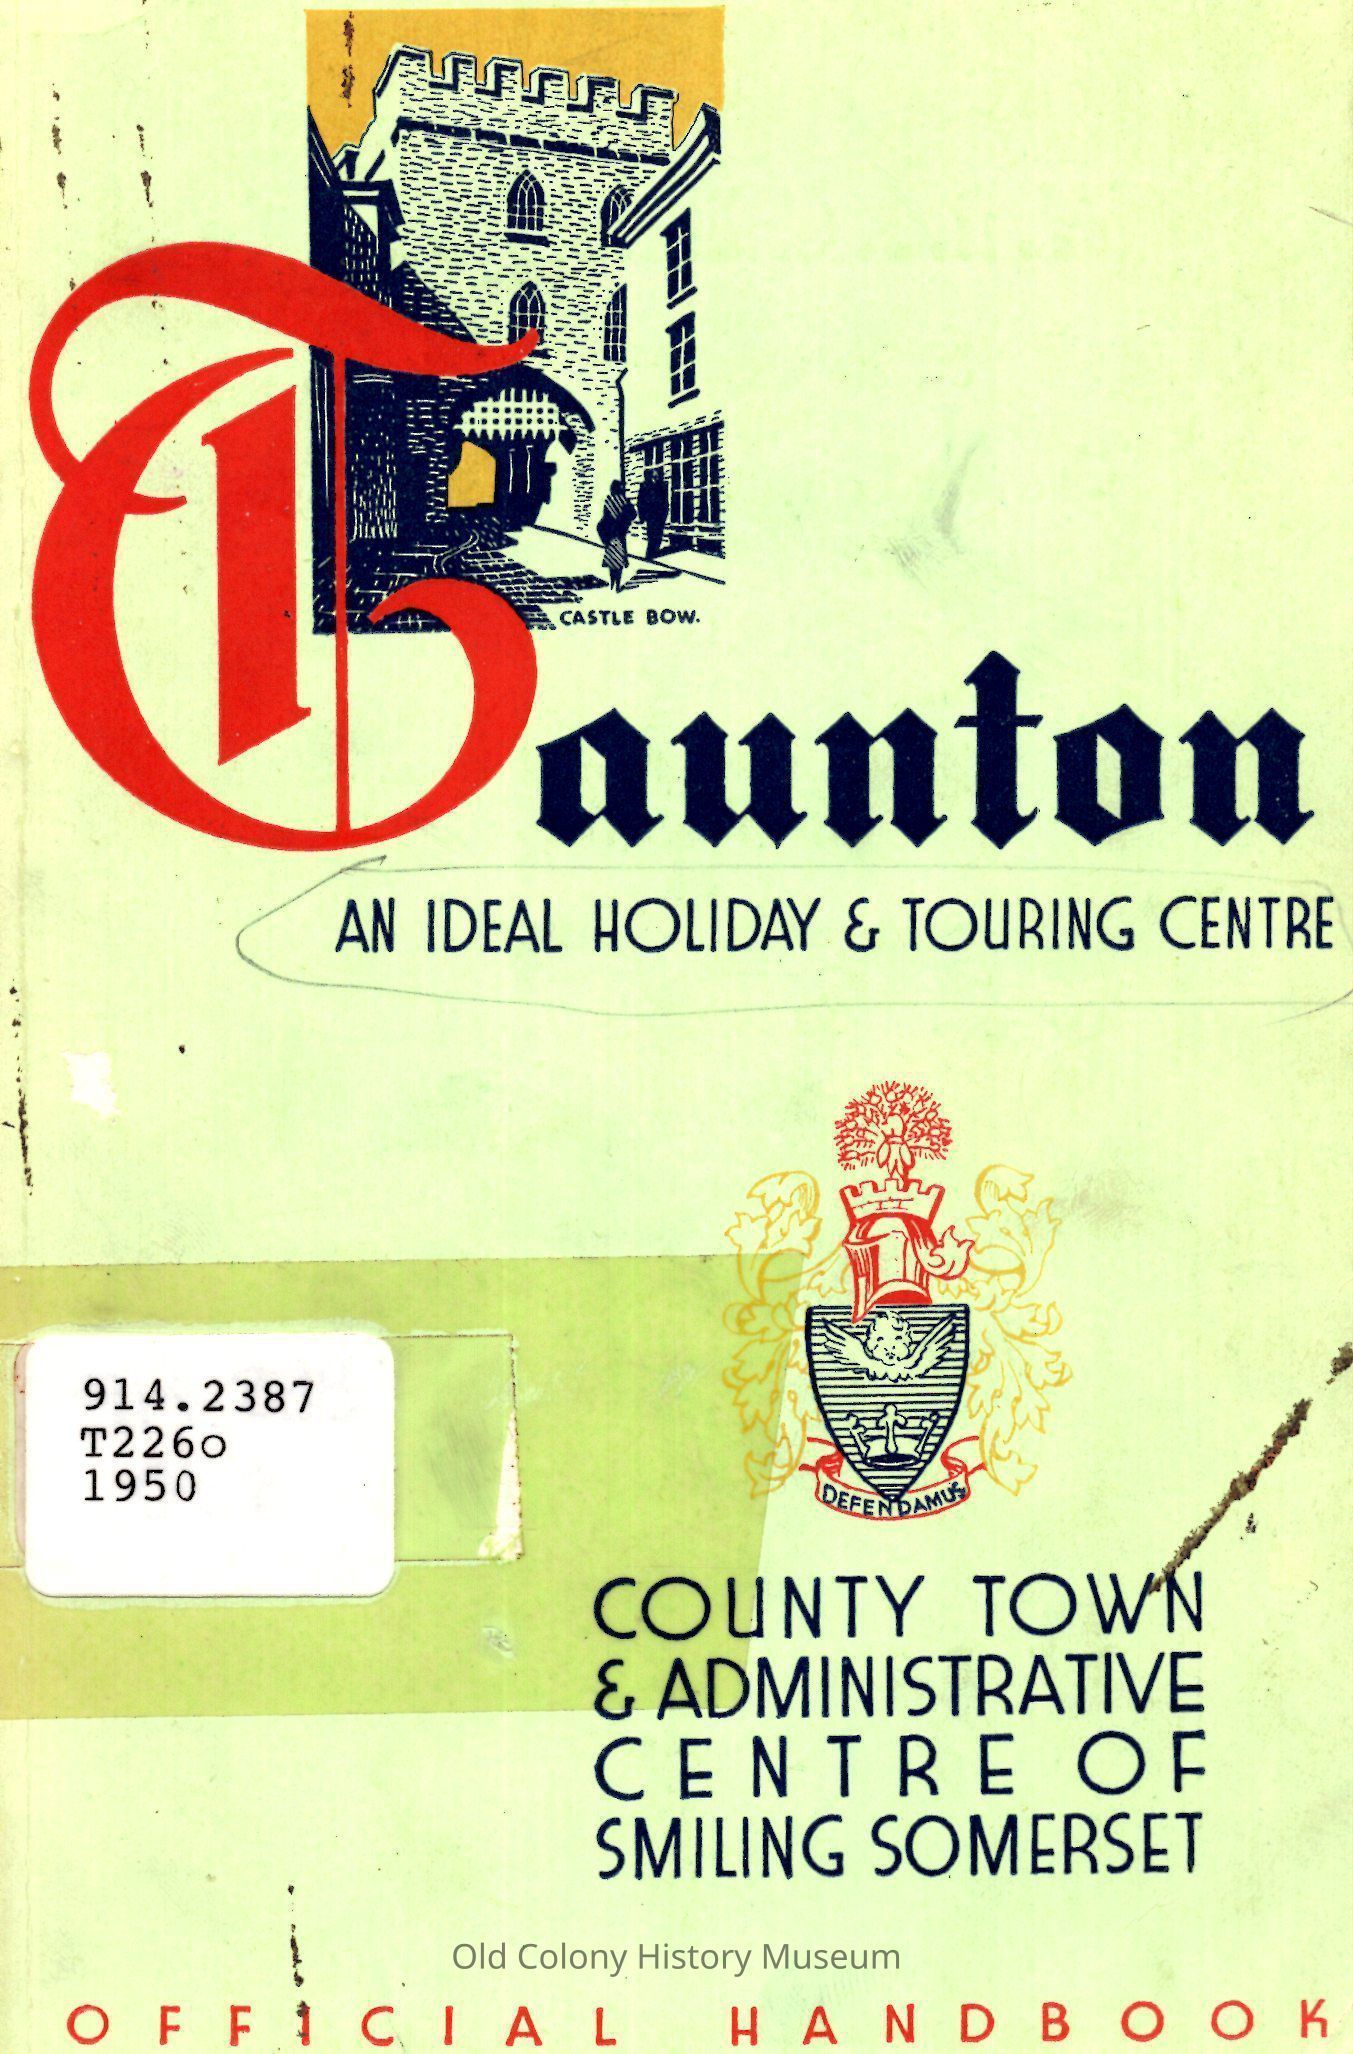 CASTLE BOW.
Taunton
AN IDEAL HOLIDAY & TOURING CENTRE
DEFENDAMUS
914.2387
T226o
1950
COUNTY TOWN
& ADMINISTRATIVE
CENTRE OF
SMILING SOMERSET
Old Colony History Museum
OFFICIAL HANDBOOK